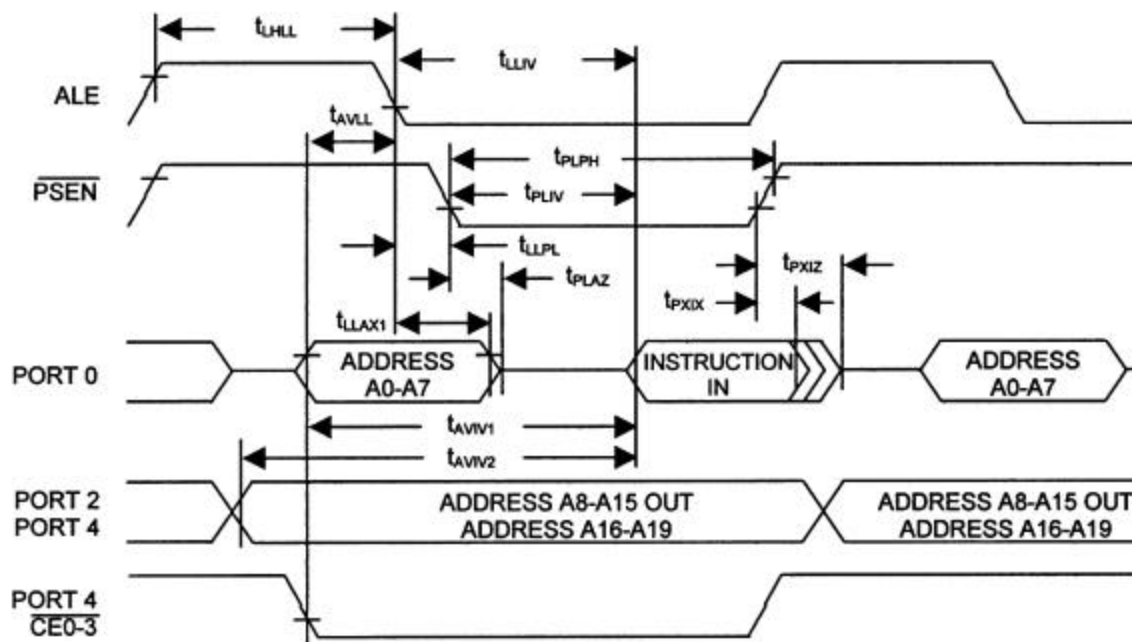 tLHLL
tLLIV
ALE
tAVLL
tPLPH
PSEN
tPLIV
tLLPL
tPLAZ
tPXIZ
tPXIX
tLLAX1
PORT 0
ADDRESS
A0-A7
INSTRUCTION
IN
ADDRESS
A0-A7
tAVIV1
tAVIV2
PORT 2
PORT 4
ADDRESS A8-A15 OUT
ADDRESS A16-A19
ADDRESS A8-A15 OUT
ADDRESS A16-A19
PORT 4
CE0-3